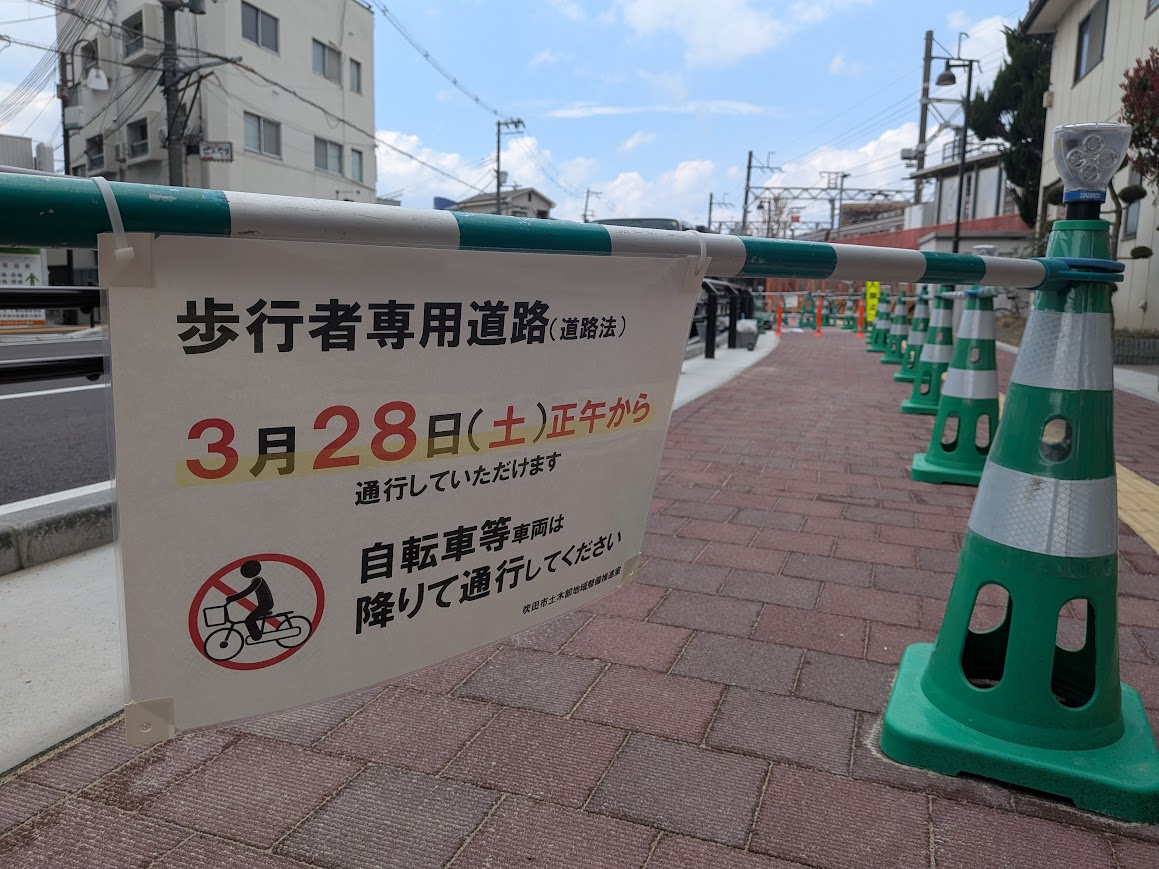 歩行者専用道路(道路法)
3月28日(土)正午から
通行していただけます
自転車等車両は
降りて通行してください
吹田市土木部地域整備推進室